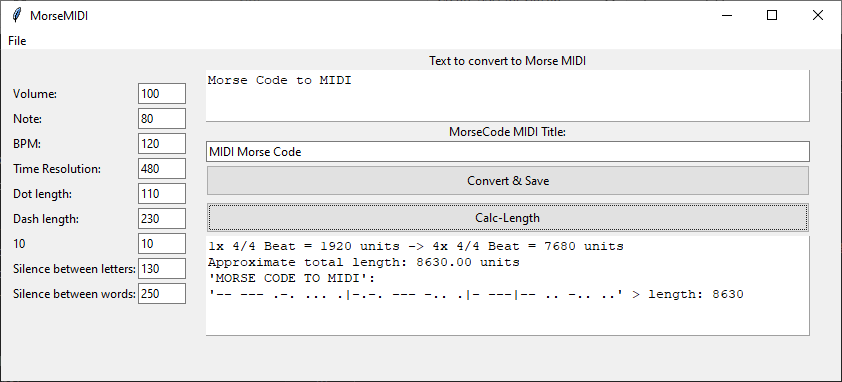 MorseMIDI
File
Text to convert to Morse MIDI
Morse Code to MIDI
Volume: 100
Note: 80
BPM: 120
Time Resolution: 480
Dot length: 110
Dash length: 230
10 10
Silence between letters: 130
Silence between words: 250
MorseCode MIDI Title:
MIDI Morse Code
Convert & Save
Calc-Length
1x 4/4 Beat = 1920 units -> 4x 4/4 Beat = 7680 units
Approximate total length: 8630.00 units
'MORSE CODE TO MIDI':
'-- --- .-. ... .|-.-. --- -.. .|- ---|-- .. -.. ..' > length: 8630